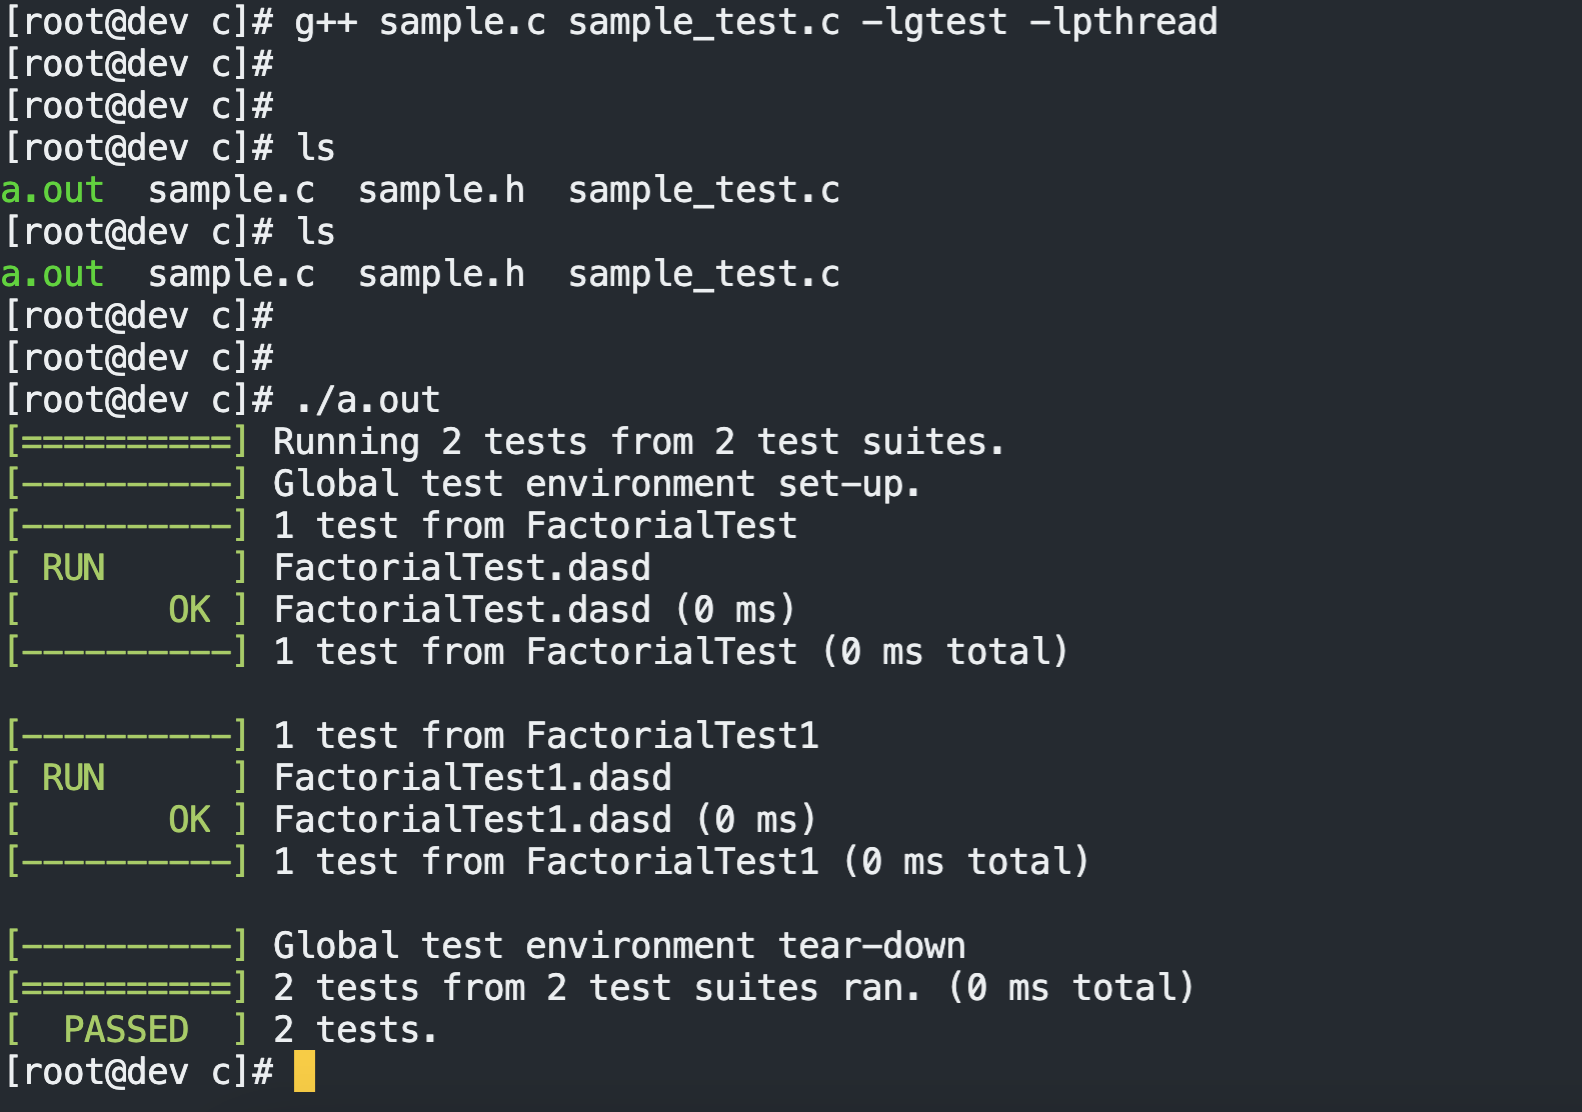 [root@dev c]# g++ sample.c sample_test.c -lgtest -lpthread
[root@dev c]#
[root@dev c]#
[root@dev c]# ls
a.out  sample.c  sample.h  sample_test.c
[root@dev c]# ls
a.out  sample.c  sample.h  sample_test.c
[root@dev c]#
[root@dev c]#
[root@dev c]# ./a.out
[==========] Running 2 tests from 2 test suites.
[----------] Global test environment set-up.
[----------] 1 test from FactorialTest
[ RUN      ] FactorialTest.dasd
[       OK ] FactorialTest.dasd (0 ms)
[----------] 1 test from FactorialTest (0 ms total)

[----------] 1 test from FactorialTest1
[ RUN      ] FactorialTest1.dasd
[       OK ] FactorialTest1.dasd (0 ms)
[----------] 1 test from FactorialTest1 (0 ms total)

[----------] Global test environment tear-down
[==========] 2 tests from 2 test suites ran. (0 ms total)
[  PASSED  ] 2 tests.
[root@dev c]#